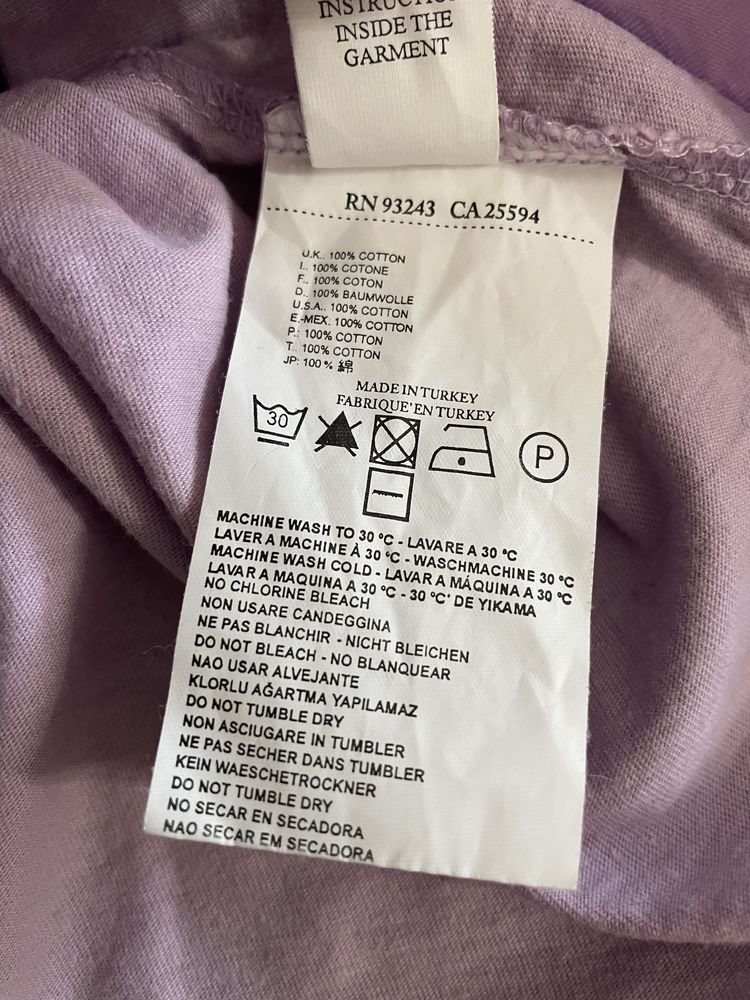 INSIDE THE
GARMENT
RN 93243 CA 25594
U.K.. 100% COTTON
I.. 100% COTONE
F.. 100% COTON
D.. 100% BAUMWOLLE
U.S.A.. 100% COTTON
E.-MEX. 100% COTTON
P.: 100% COTTON
T.. 100% COTTON
JP: 100 % 綿
MADE IN TURKEY
FABRIQUE' EN TURKEY
30
P
MACHINE WASH TO 30 °C - LAVARE A 30 °C
LAVER A MACHINE À 30 °C - WASCHMACHINE 30 °C
MACHINE WASH COLD - LAVAR A MÁQUINA A 30 °C
LAVAR A MAQUINA A 30 °C - 30 °C' DE YIKAMA
NO CHLORINE BLEACH
NON USARE CANDEGGINA
NE PAS BLANCHIR - NICHT BLEICHEN
DO NOT BLEACH - NO BLANQUEAR
NAO USAR ALVEJANTE
KLORLU AĞARTMA YAPILAMAZ
DO NOT TUMBLE DRY
NON ASCIUGARE IN TUMBLER
NE PAS SECHER DANS TUMBLER
KEIN WAESCHETROCKNER
DO NOT TUMBLE DRY
NO SECAR EN SECADORA
NAO SECAR EM SECADORA